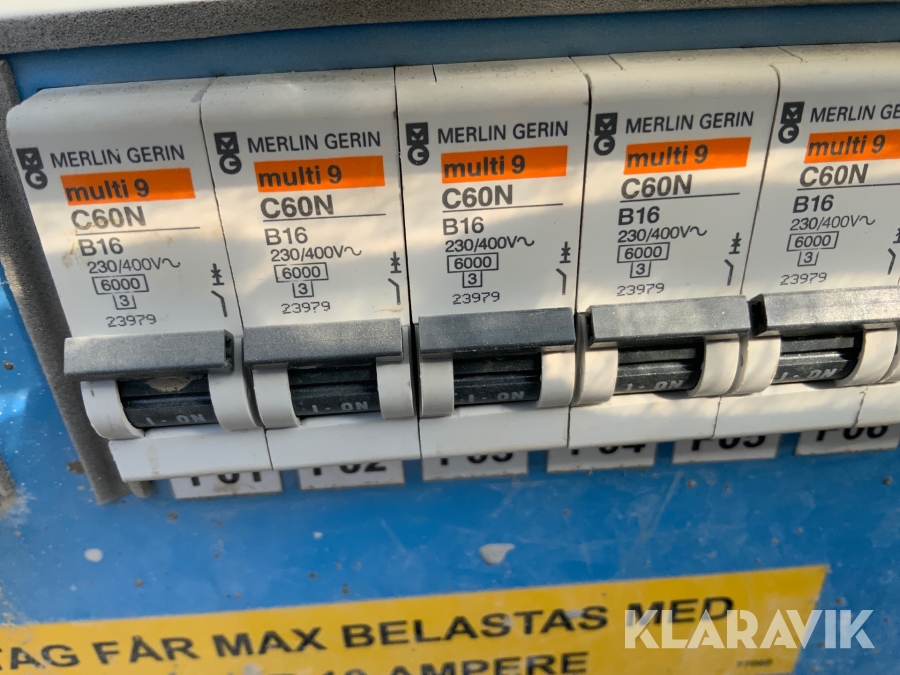 MERLIN GERIN
multi 9
C60N
B16
230/400V~
6000
3
23979
I - ON
MERLIN GERIN
multi 9
C60N
B16
230/400V~
6000
3
23979
I - ON
MERLIN GERIN
multi 9
C60N
B16
230/400V~
6000
3
23979
I - ON
MERLIN GERIN
multi 9
C60N
B16
230/400V~
6000
3
23979
I - ON
MERLIN GERIN
multi 9
C60N
B16
230/400V~
6000
3
23979
I - ON
F01 F02 F03 F04 F05 F06
TAG FÅR MAX BELASTAS MED
AMPERE
KLARAVIK